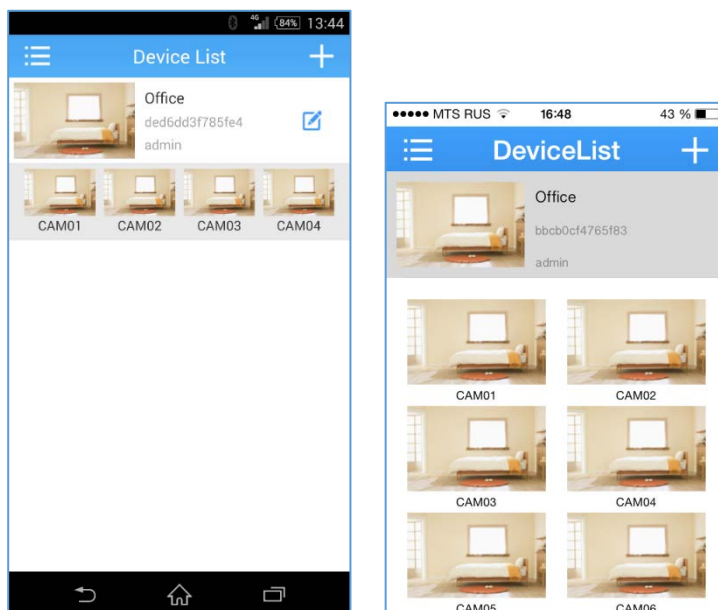 4G 84% 13:44
Device List
Office
ded6dd3f785fe4
admin
CAM01 CAM02 CAM03 CAM04
MTS RUS 16:48 43 %
DeviceList
Office
bbcb0cf4765f83
admin
CAM01 CAM02
CAM03 CAM04
CAM05 CAM06